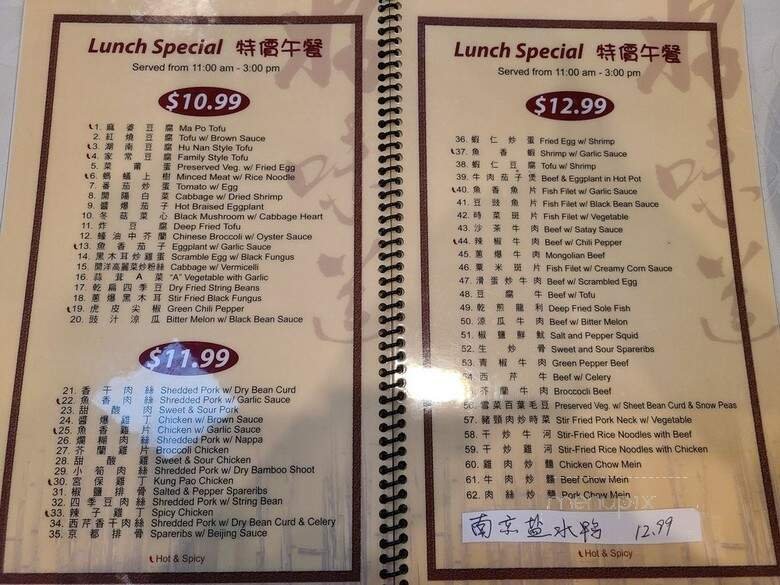 Lunch Special 特價午餐
Served from 11:00 am - 3:00 pm
$10.99
1. 麻婆豆腐 Ma Po Tofu
2. 紅燒豆腐 Tofu w/ Brown Sauce
3. 湖南豆腐 Hu Nan Style Tofu
4. 家常豆腐 Family Style Tofu
5. 菜莆蛋 Preserved Veg. w/ Fried Egg
6. 螞蟻上樹 Minced Meat w/ Rice Noodle
7. 番茄炒蛋 Tomato w/ Egg
8. 開陽白菜 Cabbage w/ Dried Shrimp
9. 醬爆茄子 Hot Braised Eggplant
10. 冬菇菜心 Black Mushroom w/ Cabbage Heart
11. 炸豆腐 Deep Fried Tofu
12. 蠔油中芥蘭 Chinese Broccoli w/ Oyster Sauce
13. 魚香茄子 Eggplant w/ Garlic Sauce
14. 黑木耳炒雞蛋 Scramble Egg w/ Black Fungus
15. 開洋高麗菜炒粉絲 Cabbage w/ Vermicelli
16. 蒜茸A菜 "A" Vegetable with Garlic
17. 乾扁四季豆 Dry Fried String Beans
18. 蔥爆黑木耳 Stir Fried Black Fungus
19. 虎皮尖椒 Green Chili Pepper
20. 豉汁涼瓜 Bitter Melon w/ Black Bean Sauce
$11.99
21. 香干肉絲 Shedded Pork w/ Dry Bean Curd
22. 魚香肉絲 Shredded Pork w/ Garlic Sauce
23. 甜酸肉 Sweet & Sour Pork
24. 醬爆雞丁 Chicken w/ Brown Sauce
25. 魚香雞片 Chicken w/ Garlic Sauce
26. 爛糊肉絲 Shredded Pork w/ Nappa
27. 芥蘭雞片 Broccoli Chicken
28. 甜酸雞 Sweet & Sour Chicken
29. 小筍肉絲 Shredded Pork w/ Dry Bamboo Shoot
30. 宮保雞丁 Kung Pao Chicken
31. 椒鹽排骨 Salted & Pepper Spareribs
32. 四季豆肉絲 Shredded Pork w/ String Bean
33. 辣子雞丁 Spicy Chicken
34. 西芹香干肉絲 Shredded Pork w/ Dry Bean Curd & Celery
35. 京都排骨 Spareribs w/ Beijing Sauce
Hot & Spicy
Lunch Special 特價午餐
Served from 11:00 am - 3:00 pm
$12.99
36. 蝦仁炒蛋 Fried Egg w/ Shrimp
37. 魚香蝦 Shrimp w/ Garlic Sauce
38. 蝦仁豆腐 Tofu w/ Shrimp
39. 牛肉茄子煲 Beef & Eggplant in Hot Pot
40. 魚香魚片 Fish Filet w/ Garlic Sauce
41. 豆豉魚片 Fish Filet w/ Black Bean Sauce
42. 時菜斑片 Fish Filet w/ Vegetable
43. 沙茶牛肉 Beef w/ Satay Sauce
44. 辣椒牛肉 Beef w/ Chili Pepper
45. 蔥爆牛肉 Mongolian Beef
46. 粟米斑片 Fish Filet w/ Creamy Corn Sauce
47. 滑蛋炒牛肉 Beef w/ Scrambled Egg
48. 豆腐牛 Beef w/ Tofu
49. 乾煎龍利 Deep Fried Sole Fish
50. 涼瓜牛肉 Beef w/ Bitter Melon
51. 椒鹽鮮魷 Salt and Pepper Squid
52. 生炒骨 Sweet and Sour Spareribs
53. 青椒牛肉 Green Pepper Beef
54. 西芹牛 Beef w/ Celery
55. 芥蘭牛肉 Broccoli Beef
56. 雪菜百葉毛豆 Preserved Veg. w/ Sheet Bean Curd & Snow Peas
57. 豬頸肉炒時菜 Stir Fried Pork Neck w/ Vegetable
58. 干炒牛河 Stir-Fried Rice Noodles with Beef
59. 干炒雞河 Stir-Fried Rice Noodles with Chicken
60. 雞肉炒麵 Chicken Chow Mein
61. 牛肉炒麵 Beef Chow Mein
62. 肉絲炒麵 Pork Chow Mein
menupix
南京盐水鸭 12.99
Hot & Spicy